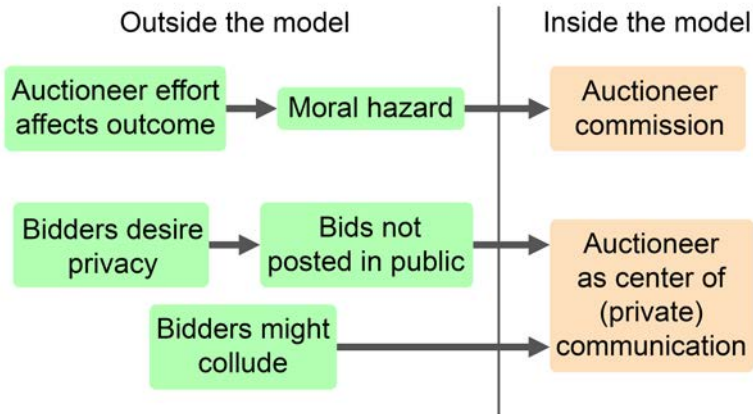 Outside the model
Inside the model
Auctioneer effort
affects outcome
Moral hazard
Auctioneer
commission
Bidders desire
privacy
Bids not
posted in public
Auctioneer
as center of
(private)
communication
Bidders might
collude